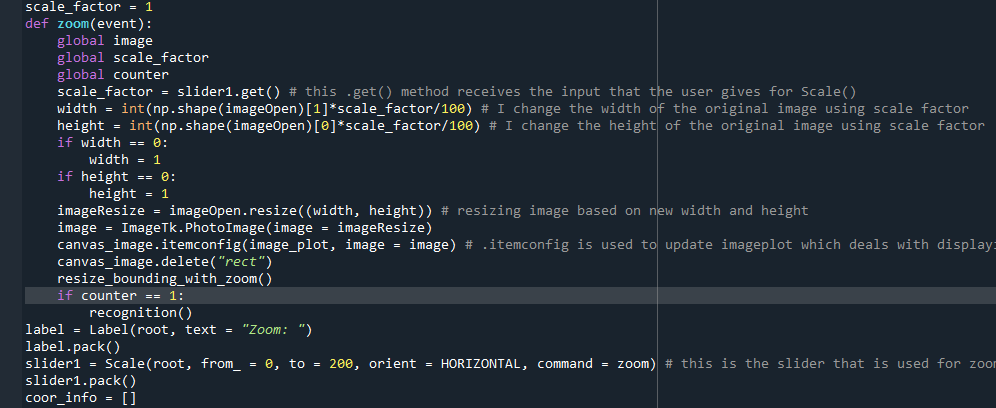 scale_factor = 1
def zoom(event):
    global image
    global scale_factor
    global counter
    scale_factor = slider1.get() # this .get() method receives the input that the user gives for Scale()
    width = int(np.shape(imageOpen)[1]*scale_factor/100) # I change the width of the original image using scale factor
    height = int(np.shape(imageOpen)[0]*scale_factor/100) # I change the height of the original image using scale factor
    if width == 0:
        width = 1
    if height == 0:
        height = 1
    imageResize = imageOpen.resize((width, height)) # resizing image based on new width and height
    image = ImageTk.PhotoImage(image = imageResize)
    canvas_image.itemconfig(image_plot, image = image) # .itemconfig is used to update imageplot which deals with
    canvas_image.delete("rect")
    resize_bounding_with_zoom()
    if counter == 1:
        recognition()
label = Label(root, text = "Zoom: ")
label.pack()
slider1 = Scale(root, from_ = 0, to = 200, orient = HORIZONTAL, command = zoom) # this is the slider that is used for
slider1.pack()
coor_info = []